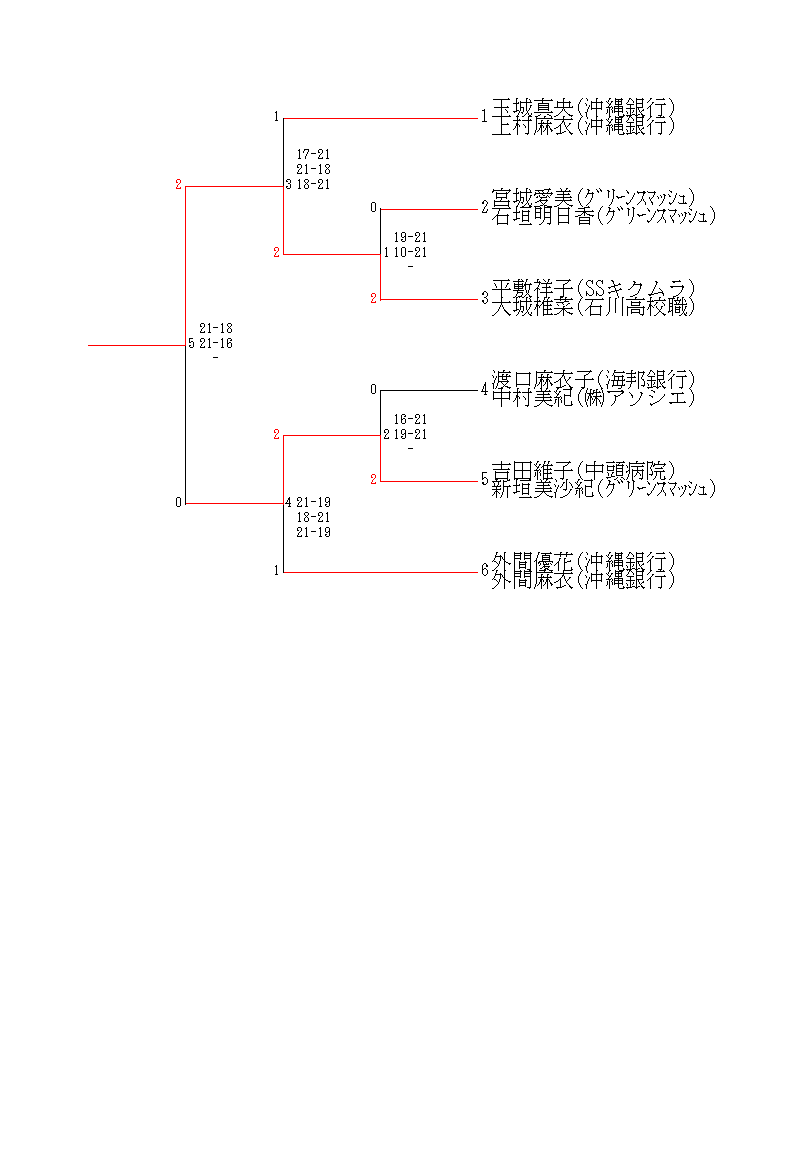 1
1 玉城真央(沖縄銀行)
上村麻衣(沖縄銀行)
17-21
21-18
2
3 18-21
0
2 宮城愛美(グリーンスマッシュ)
石垣明日香(グリーンスマッシュ)
19-21
2
1 10-21
-
2
3 平敷祥子(SSキクムラ)
大城椎菜(石川高校職)
21-18
5 21-16
-
0
4 渡口麻衣子(海邦銀行)
中村美紀(㈱アソシエ)
16-21
2
2 19-21
-
2
5 吉田維子(中頭病院)
新垣美沙紀(グリーンスマッシュ)
0
4 21-19
18-21
21-19
1
6 外間優花(沖縄銀行)
外間麻衣(沖縄銀行)